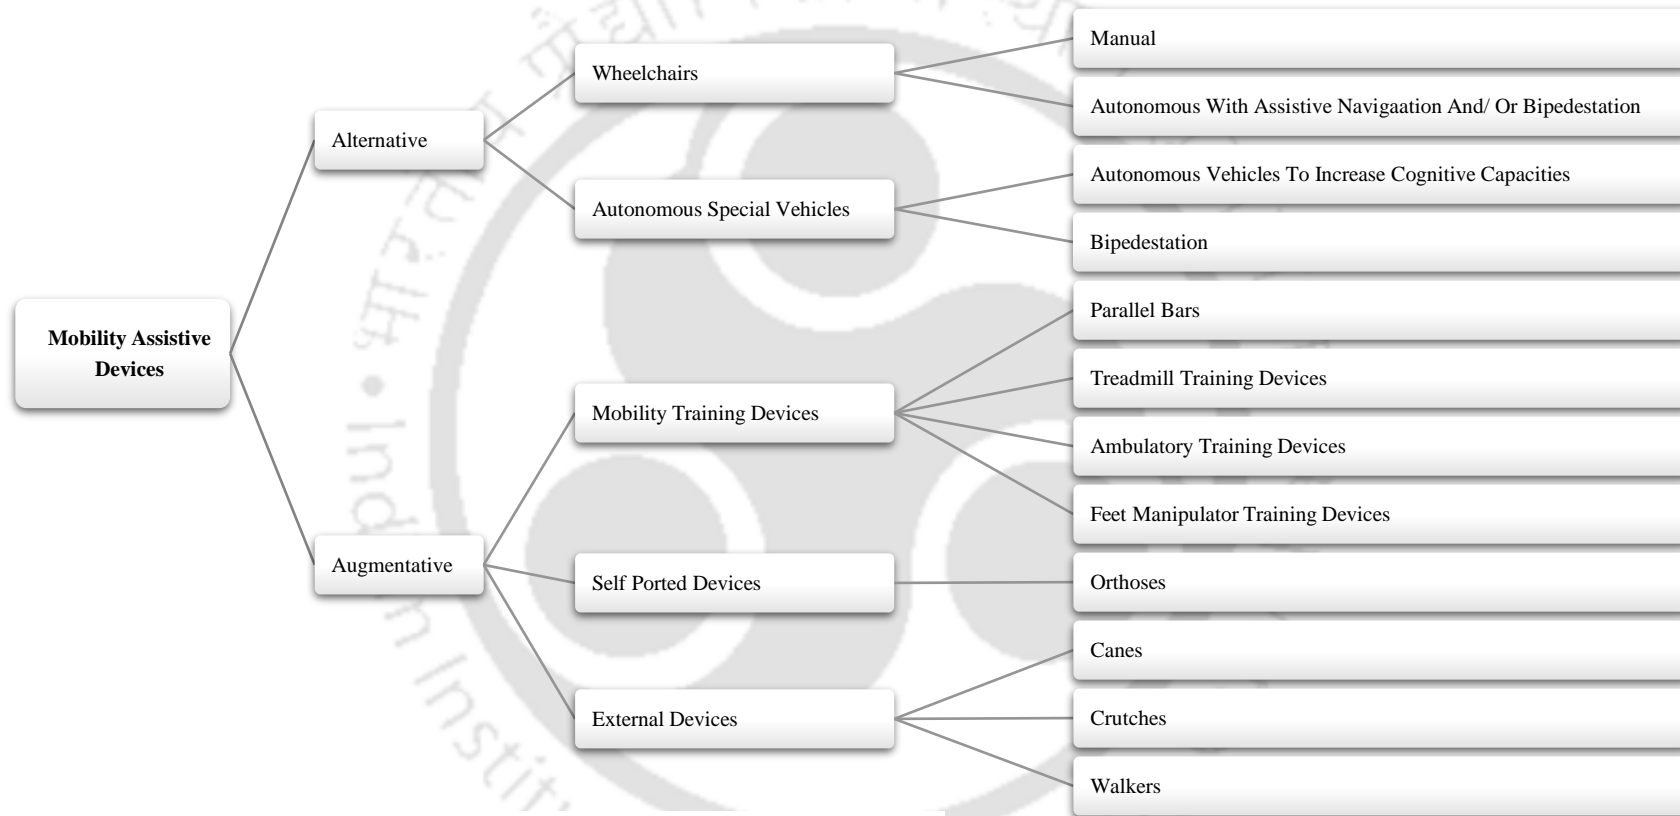 Mobility Assistive
Devices
Alternative
Wheelchairs
Manual
Autonomous With Assistive Navigaation And/ Or Bipedestation
Autonomous Special Vehicles
Autonomous Vehicles To Increase Cognitive Capacities
Bipedestation
Augmentative
Mobility Training Devices
Parallel Bars
Treadmill Training Devices
Ambulatory Training Devices
Feet Manipulator Training Devices
Self Ported Devices
Orthoses
External Devices
Canes
Crutches
Walkers